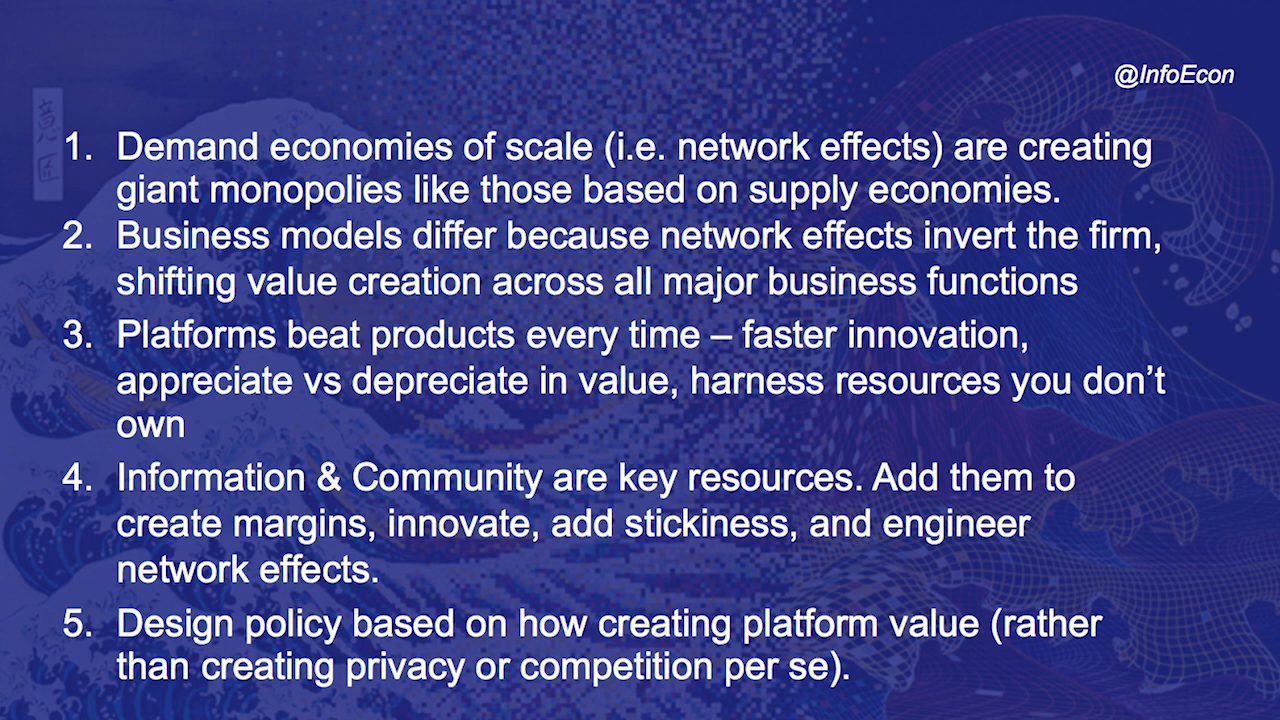 @InfoEcon
1. Demand economies of scale (i.e. network effects) are creating
giant monopolies like those based on supply economies.
2. Business models differ because network effects invert the firm,
shifting value creation across all major business functions
3. Platforms beat products every time – faster innovation,
appreciate vs depreciate in value, harness resources you don’t
own
4. Information & Community are key resources. Add them to
create margins, innovate, add stickiness, and engineer
network effects.
5. Design policy based on how creating platform value (rather
than creating privacy or competition per se).